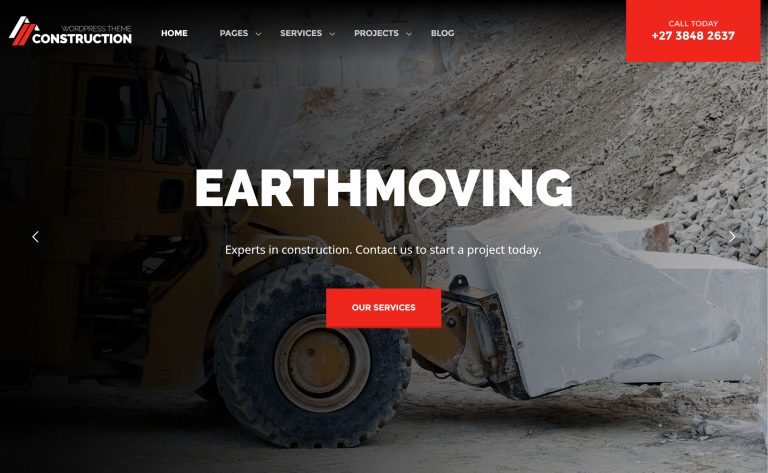 WORDPRESS THEME
CONSTRUCTION
HOME
PAGES
SERVICES
PROJECTS
BLOG
CALL TODAY
+27 3848 2637
EARTHMOVING
Experts in construction. Contact us to start a project today.
OUR SERVICES